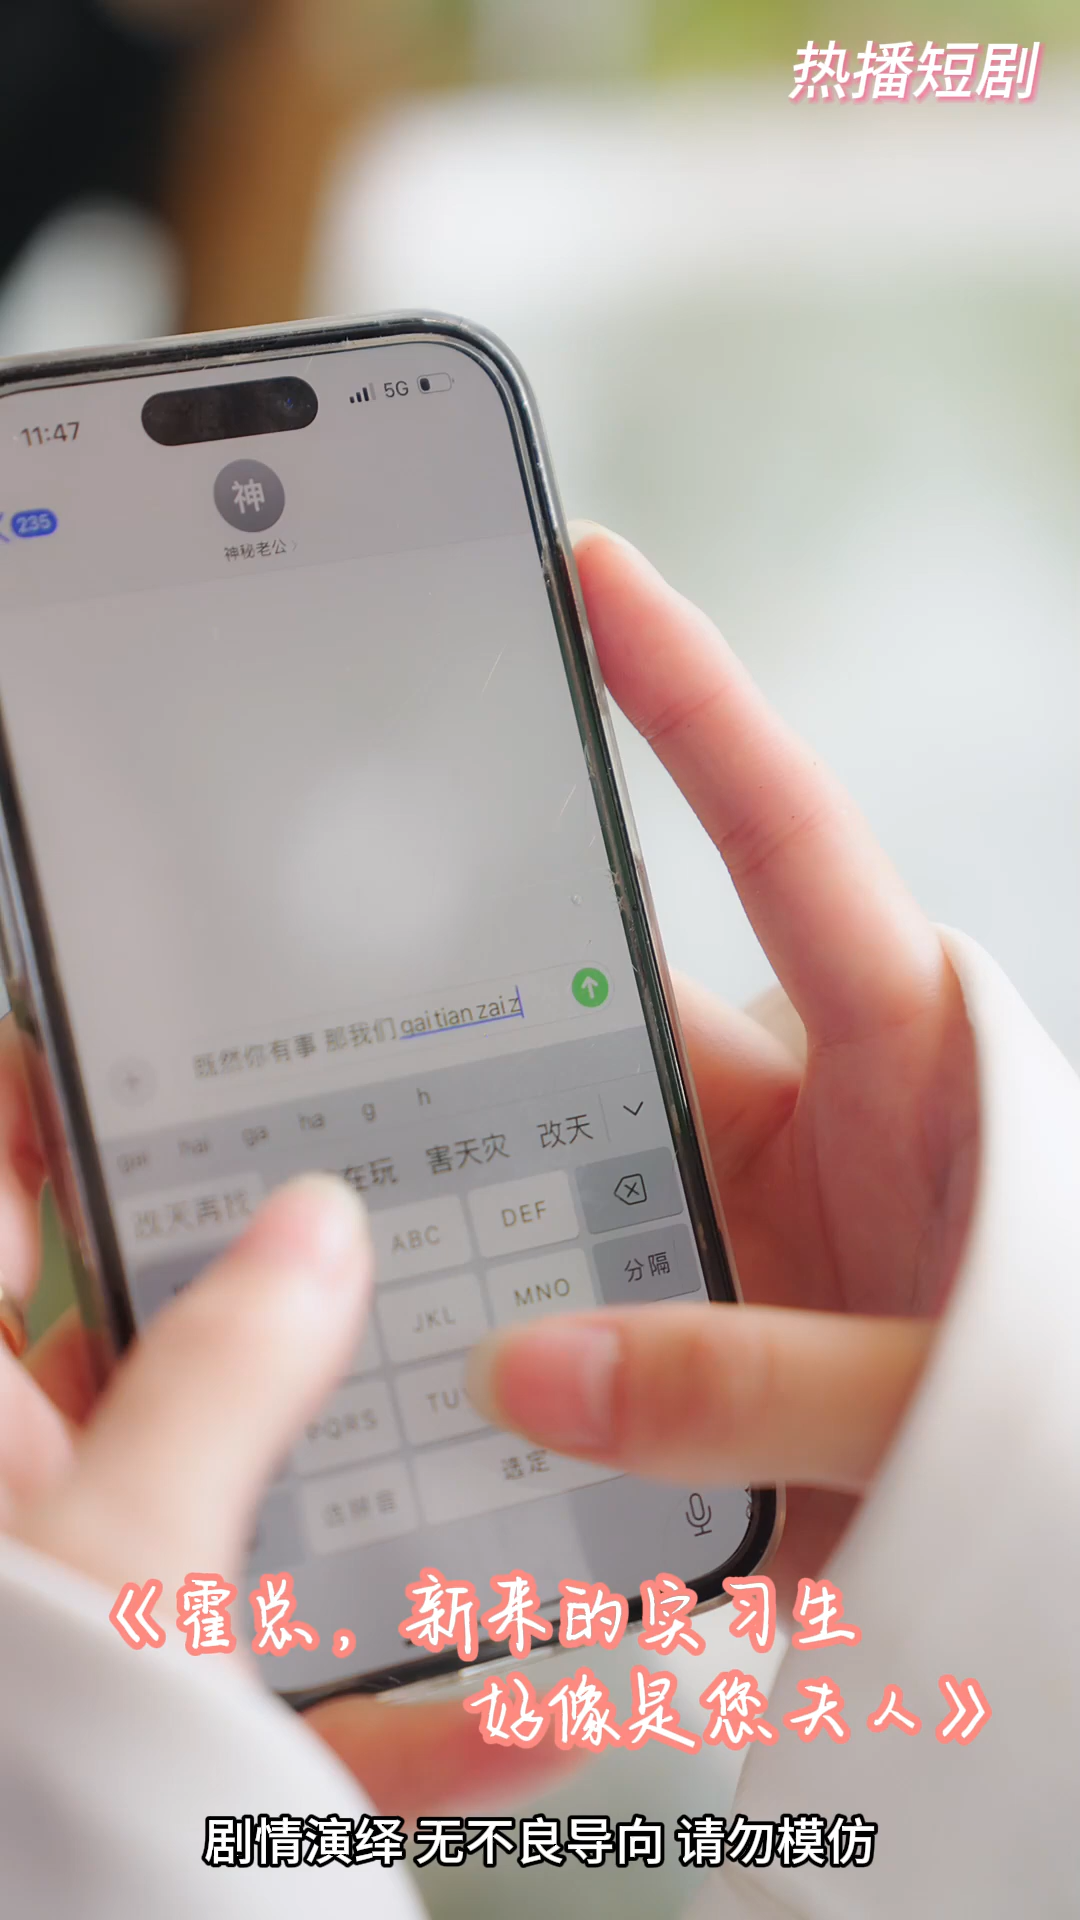 热播短剧
11:47
5G
235
神
神秘老公
既然你有事 那我们gai tian zai z
gai hai ga ha g h
改天再找 在玩 害天灾 改天
ABC DEF
分隔
JKL MNO
PQRS TUV
选拼音 选定
《霍总，新来的实习生
好像是您夫人》
剧情演绎 无不良导向 请勿模仿